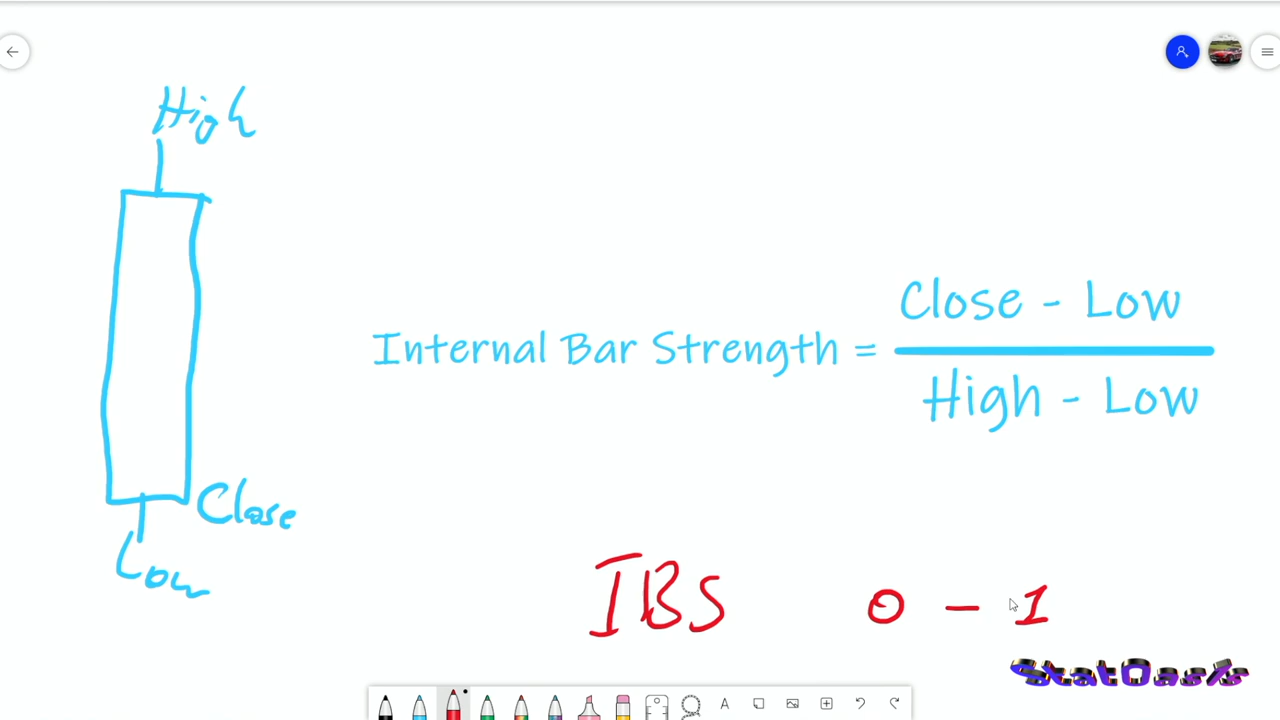 High
Close - Low
Internal Bar Strength =
High - Low
Close
Low
IBS 0 - 1
StatOasis
A